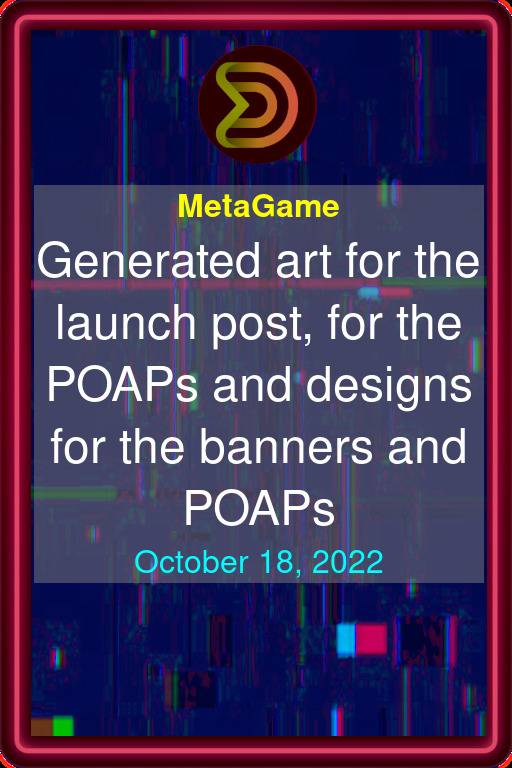 MetaGame
Generated art for the
launch post, for the
POAPs and designs
for the banners and
POAPs
October 18, 2022